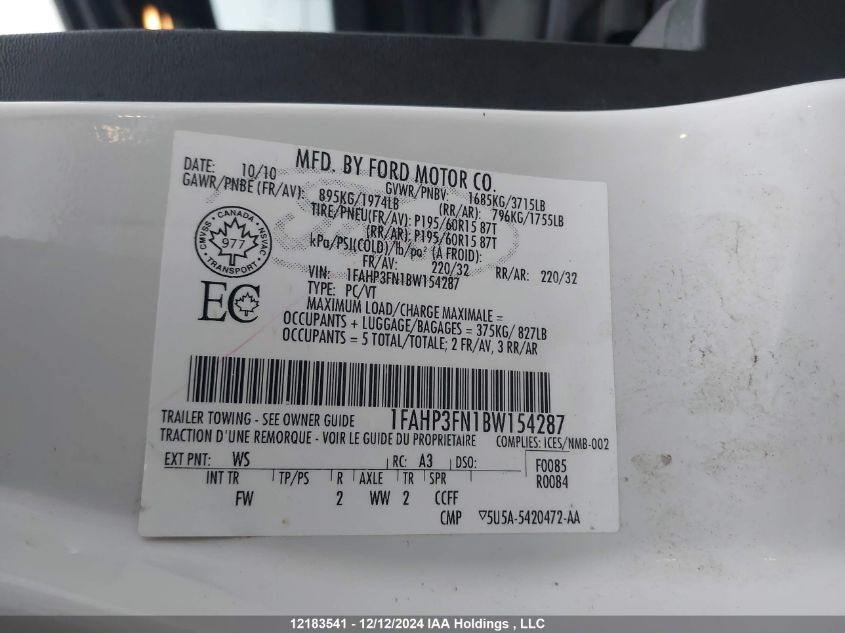 MFD. BY FORD MOTOR CO.
DATE: 10/10 GVWR/PNBV: 1685KG/3715LB
GAWR/PNBE (FR/AV): 895KG/1974LB (RR/AR): 796KG/1755LB
TIRE/PNEU(FR/AV): P195/60R15 87T
(RR/AR): P195/60R15 87T
kPa/PSI(COLD)/lb/po² (À FROID):
FR/AV: 220/32 RR/AR: 220/32
CMVSS · CANADA · NSVAC
977
· TRANSPORT ·
VIN: 1FAHP3FN1BW154287
TYPE: PC/VT
EC
MAXIMUM LOAD/CHARGE MAXIMALE =
OCCUPANTS + LUGGAGE/BAGAGES = 375KG/ 827LB
OCCUPANTS = 5 TOTAL/TOTALE; 2 FR/AV, 3 RR/AR
TRAILER TOWING - SEE OWNER GUIDE 1FAHP3FN1BW154287
TRACTION D'UNE REMORQUE - VOIR LE GUIDE DU PROPRIETAIRE COMPLIES: ICES/NMB-002
EXT PNT: WS RC: A3 DSO: F0085
INT TR TP/PS R AXLE TR SPR R0084
FW 2 WW 2 CCFF
CMP ▽5U5A-5420472-AA
12183541 - 12/12/2024 IAA Holdings , LLC